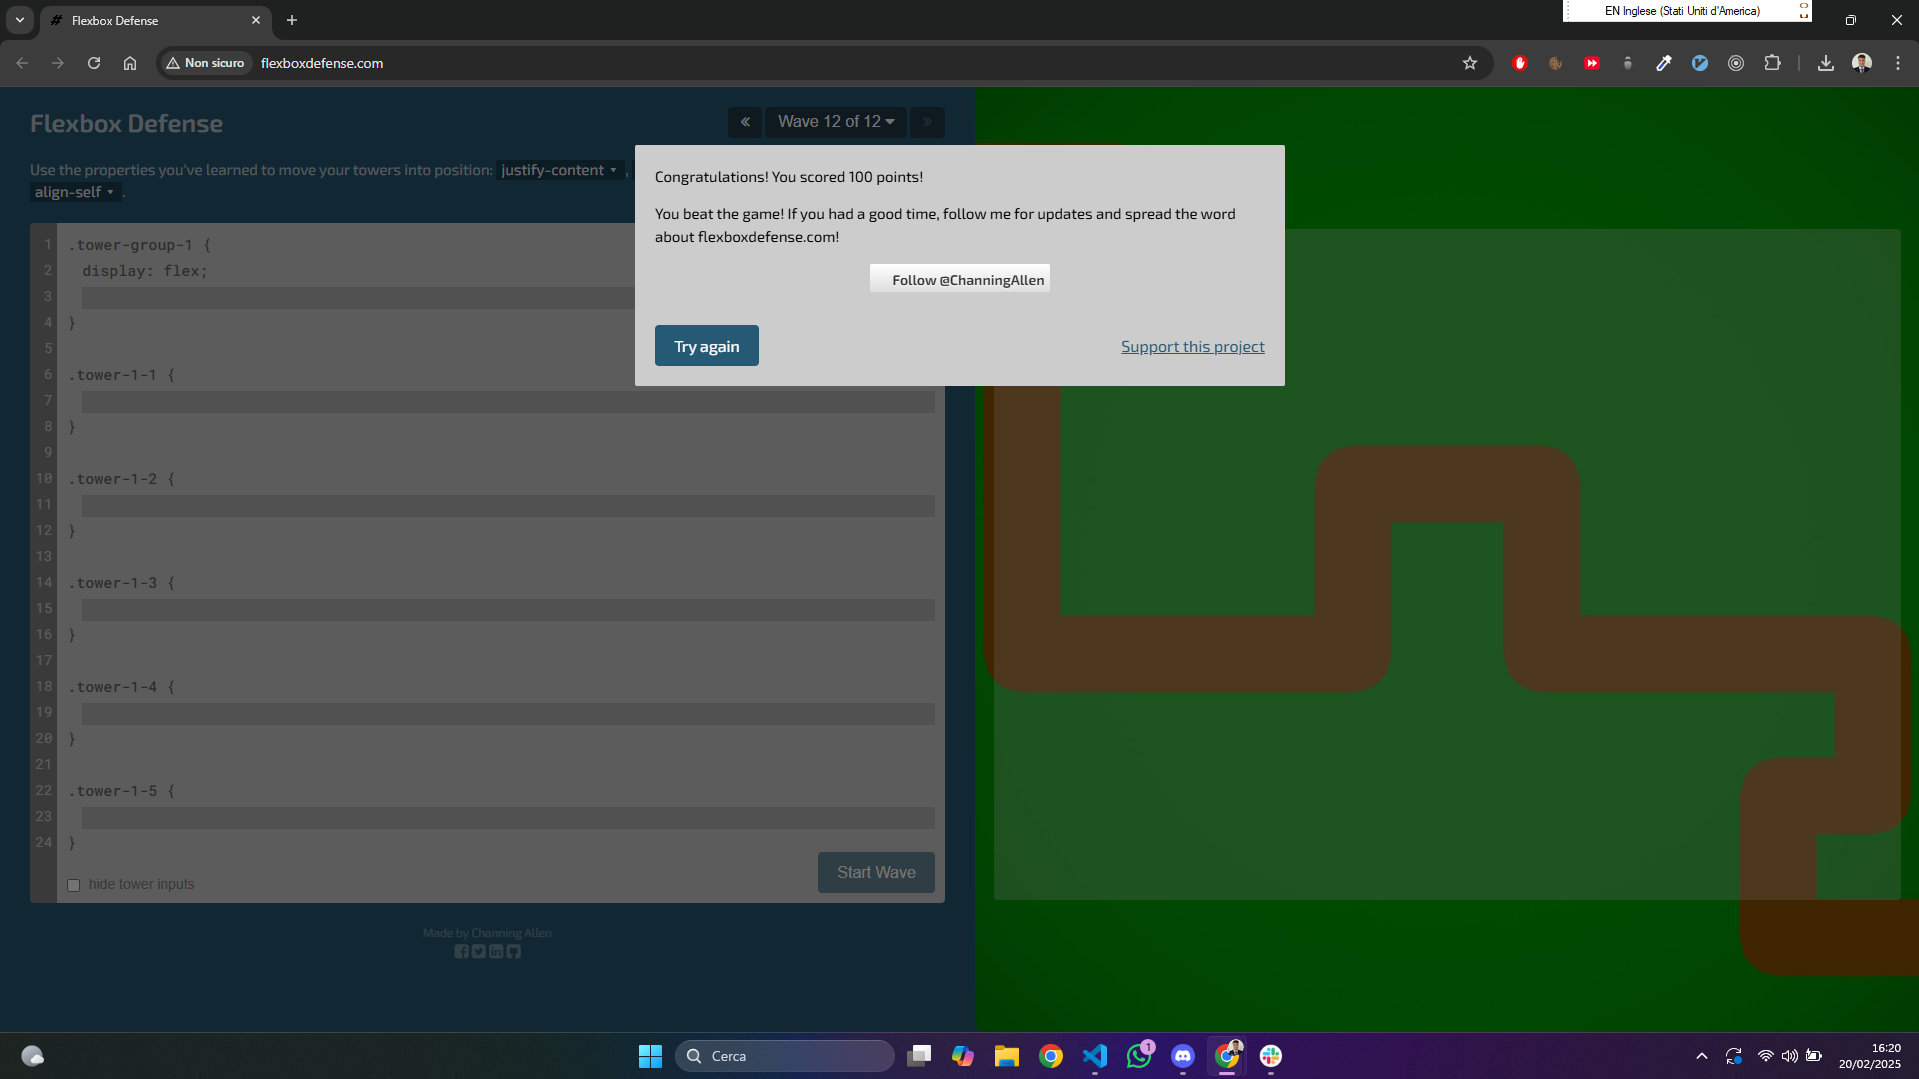 Flexbox Defense
EN Inglese (Stati Uniti d'America)
Non sicuro
flexboxdefense.com
Flexbox Defense
Wave 12 of 12
Use the properties you've learned to move your towers into position: justify-content ,
align-self .
Congratulations! You scored 100 points!
You beat the game! If you had a good time, follow me for updates and spread the word
about flexboxdefense.com!
Follow @ChanningAllen
Try again
Support this project
1 .tower-group-1 {
2 display: flex;
3
4 }
5
6 .tower-1-1 {
7
8 }
9
10 .tower-1-2 {
11
12 }
13
14 .tower-1-3 {
15
16 }
17
18 .tower-1-4 {
19
20 }
21
22 .tower-1-5 {
23
24 }
hide tower inputs
Start Wave
Made by Channing Allen
Cerca
1
16:20
20/02/2025